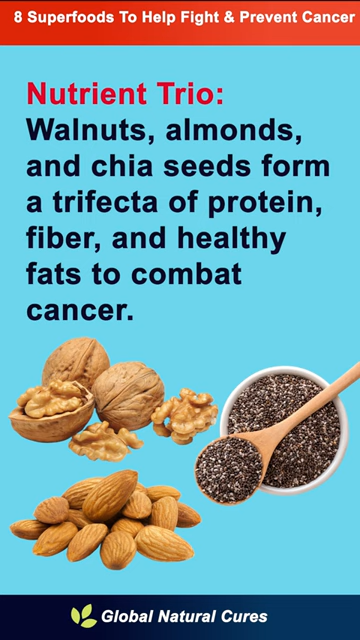 8 Superfoods To Help Fight & Prevent Cancer
Nutrient Trio:
Walnuts, almonds,
and chia seeds form
a trifecta of protein,
fiber, and healthy
fats to combat
cancer.
Global Natural Cures